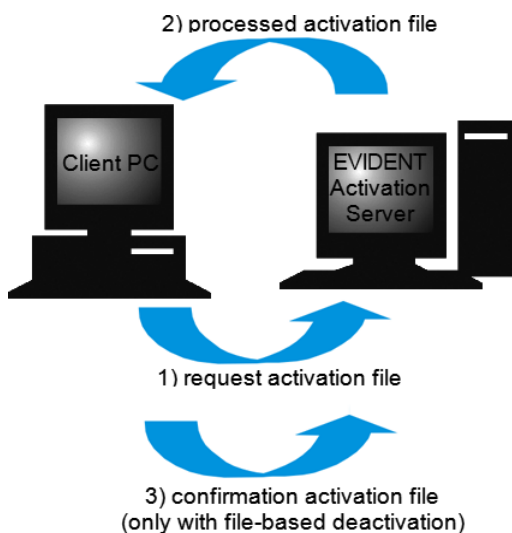 2) processed activation file
Client PC
EVIDENT
Activation
Server
1) request activation file
3) confirmation activation file
(only with file-based deactivation)